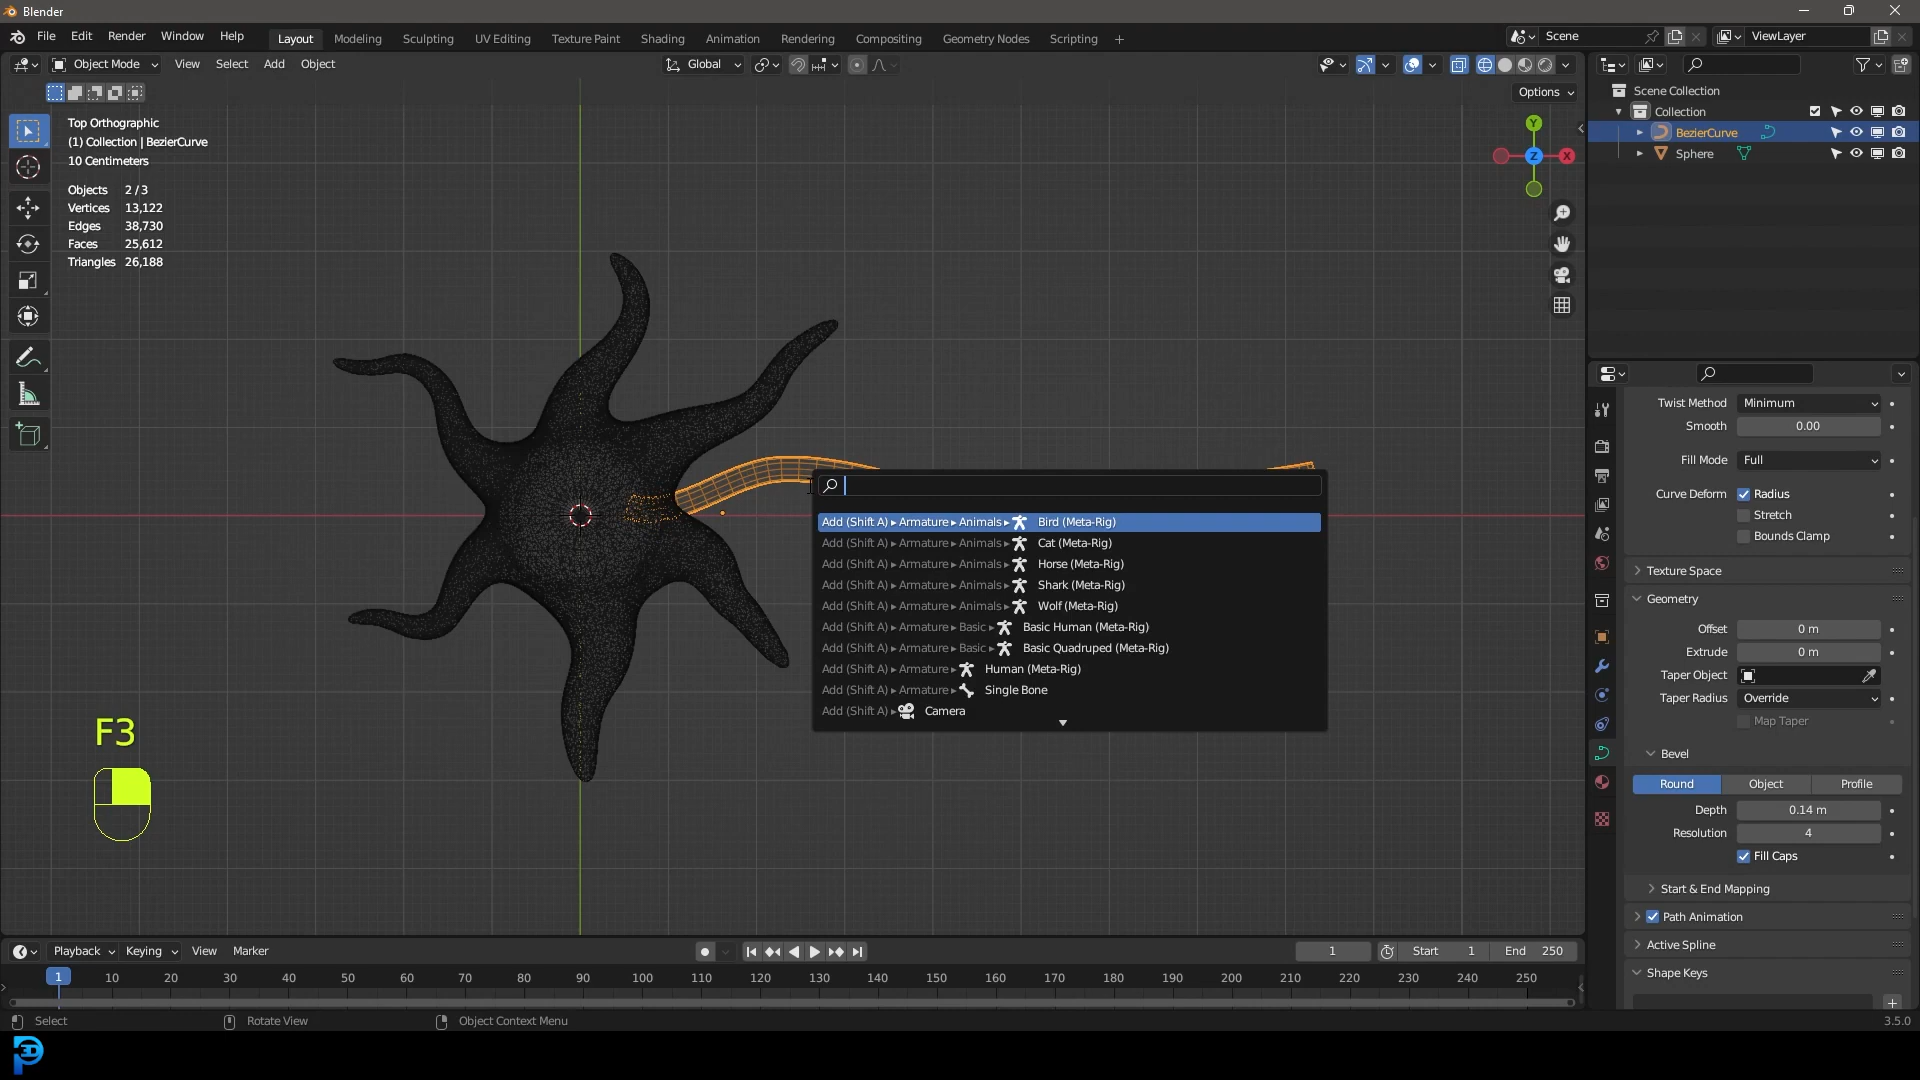 Blender
File Edit Render Window Help Layout Modeling Sculpting UV Editing Texture Paint Shading Animation Rendering Compositing Geometry Nodes Scripting + Scene ViewLayer
Object Mode View Select Add Object Global
Options
Top Orthographic
(1) Collection | BezierCurve
10 Centimeters
Objects 2 / 3
Vertices 13,122
Edges 38,730
Faces 25,612
Triangles 26,188
Y
X
Z
Scene Collection
Collection
BezierCurve
Sphere
Add (Shift A) ▸ Armature ▸ Animals ▸ Bird (Meta-Rig)
Add (Shift A) ▸ Armature ▸ Animals ▸ Cat (Meta-Rig)
Add (Shift A) ▸ Armature ▸ Animals ▸ Horse (Meta-Rig)
Add (Shift A) ▸ Armature ▸ Animals ▸ Shark (Meta-Rig)
Add (Shift A) ▸ Armature ▸ Animals ▸ Wolf (Meta-Rig)
Add (Shift A) ▸ Armature ▸ Basic ▸ Basic Human (Meta-Rig)
Add (Shift A) ▸ Armature ▸ Basic ▸ Basic Quadruped (Meta-Rig)
Add (Shift A) ▸ Armature ▸ Human (Meta-Rig)
Add (Shift A) ▸ Armature ▸ Single Bone
Add (Shift A) ▸ Camera
F3
Twist Method Minimum
Smooth 0.00
Fill Mode Full
Curve Deform Radius
Stretch
Bounds Clamp
Texture Space
Geometry
Offset 0 m
Extrude 0 m
Taper Object
Taper Radius Override
Map Taper
Bevel
Round Object Profile
Depth 0.14 m
Resolution 4
Fill Caps
Start & End Mapping
Path Animation
Active Spline
Shape Keys
Playback Keying View Marker 1 Start 1 End 250
1 10 20 30 40 50 60 70 80 90 100 110 120 130 140 150 160 170 180 190 200 210 220 230 240 250
Select Rotate View Object Context Menu 3.5.0
P3D